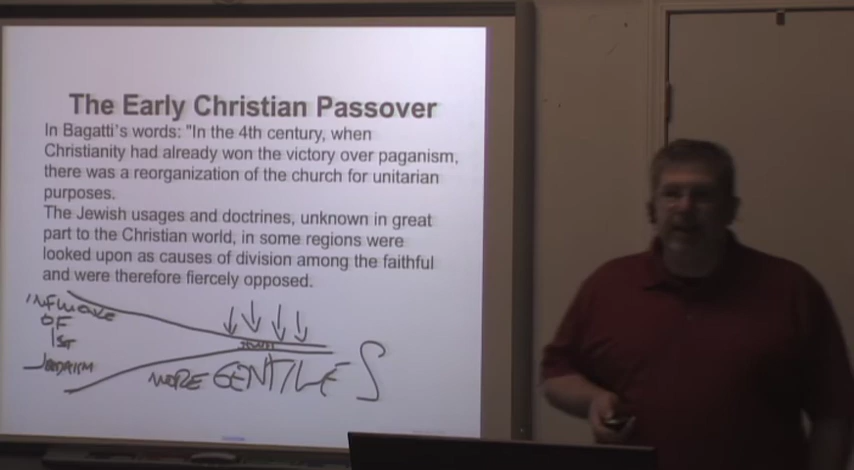 The Early Christian Passover
In Bagatti's words: "In the 4th century, when
Christianity had already won the victory over paganism,
there was a reorganization of the church for unitarian
purposes.
The Jewish usages and doctrines, unknown in great
part to the Christian world, in some regions were
looked upon as causes of division among the faithful
and were therefore fiercely opposed.
OF
1ST
JUDAISM
MORE GENTILES